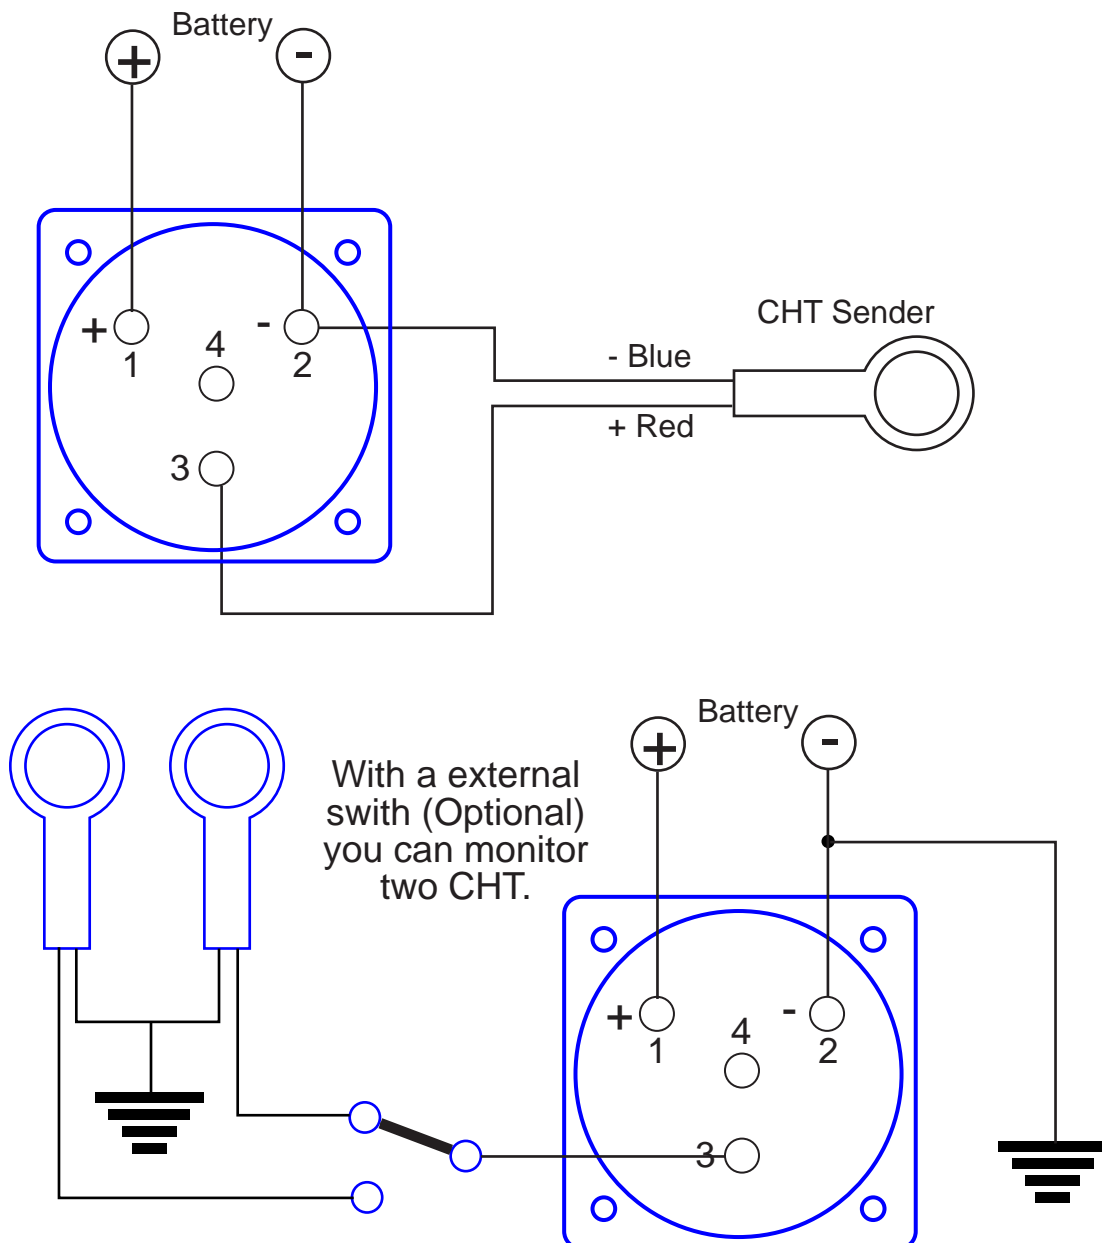 Battery
+ -
+ 1
4
- 2
3
CHT Sender
- Blue
+ Red
With a external
swith (Optional)
you can monitor
two CHT.
Battery
+ -
+ 1
4
- 2
3